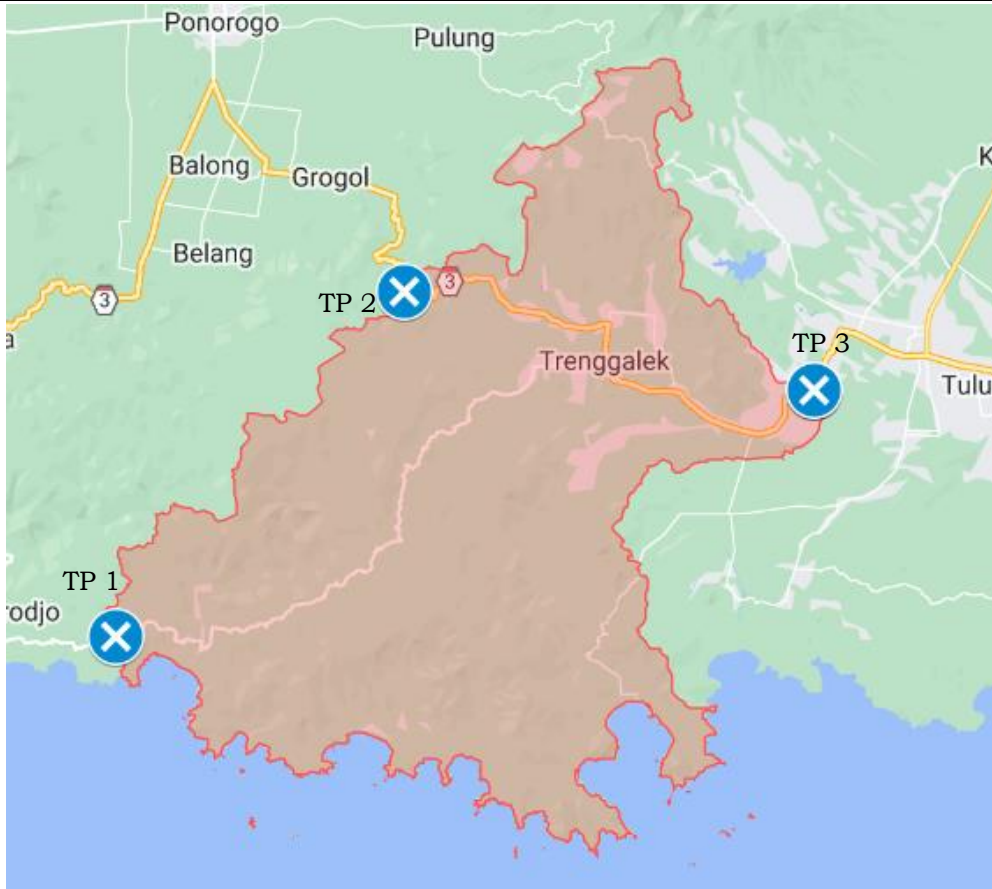 Ponorogo
Pulung
Balong
Grogol
K
Belang
3
3
TP 2
a
TP 3
Trenggalek
Tulu
TP 1
rodjo